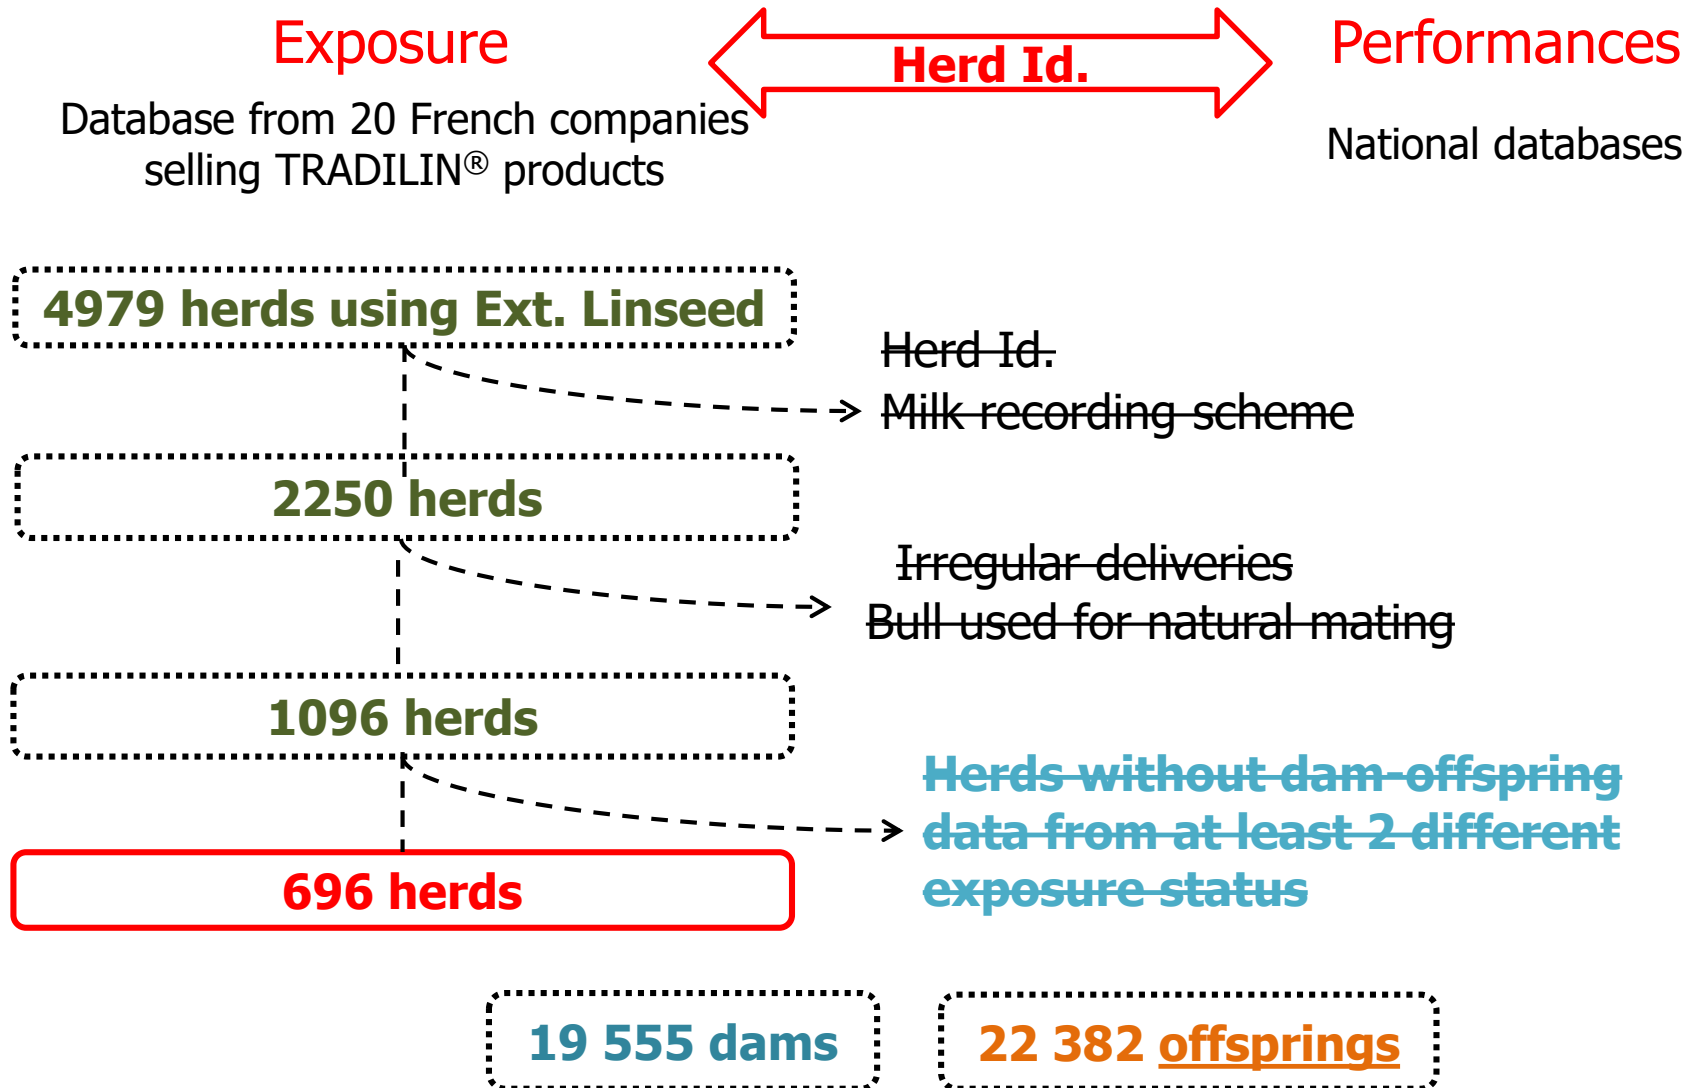 Exposure
Herd Id.
Performances
Database from 20 French companies
selling TRADILIN® products
National databases
4979 herds using Ext. Linseed
Herd Id.
Milk recording scheme
2250 herds
Irregular deliveries
Bull used for natural mating
1096 herds
Herds without dam-offspring
data from at least 2 different
exposure status
696 herds
19 555 dams
22 382 offsprings